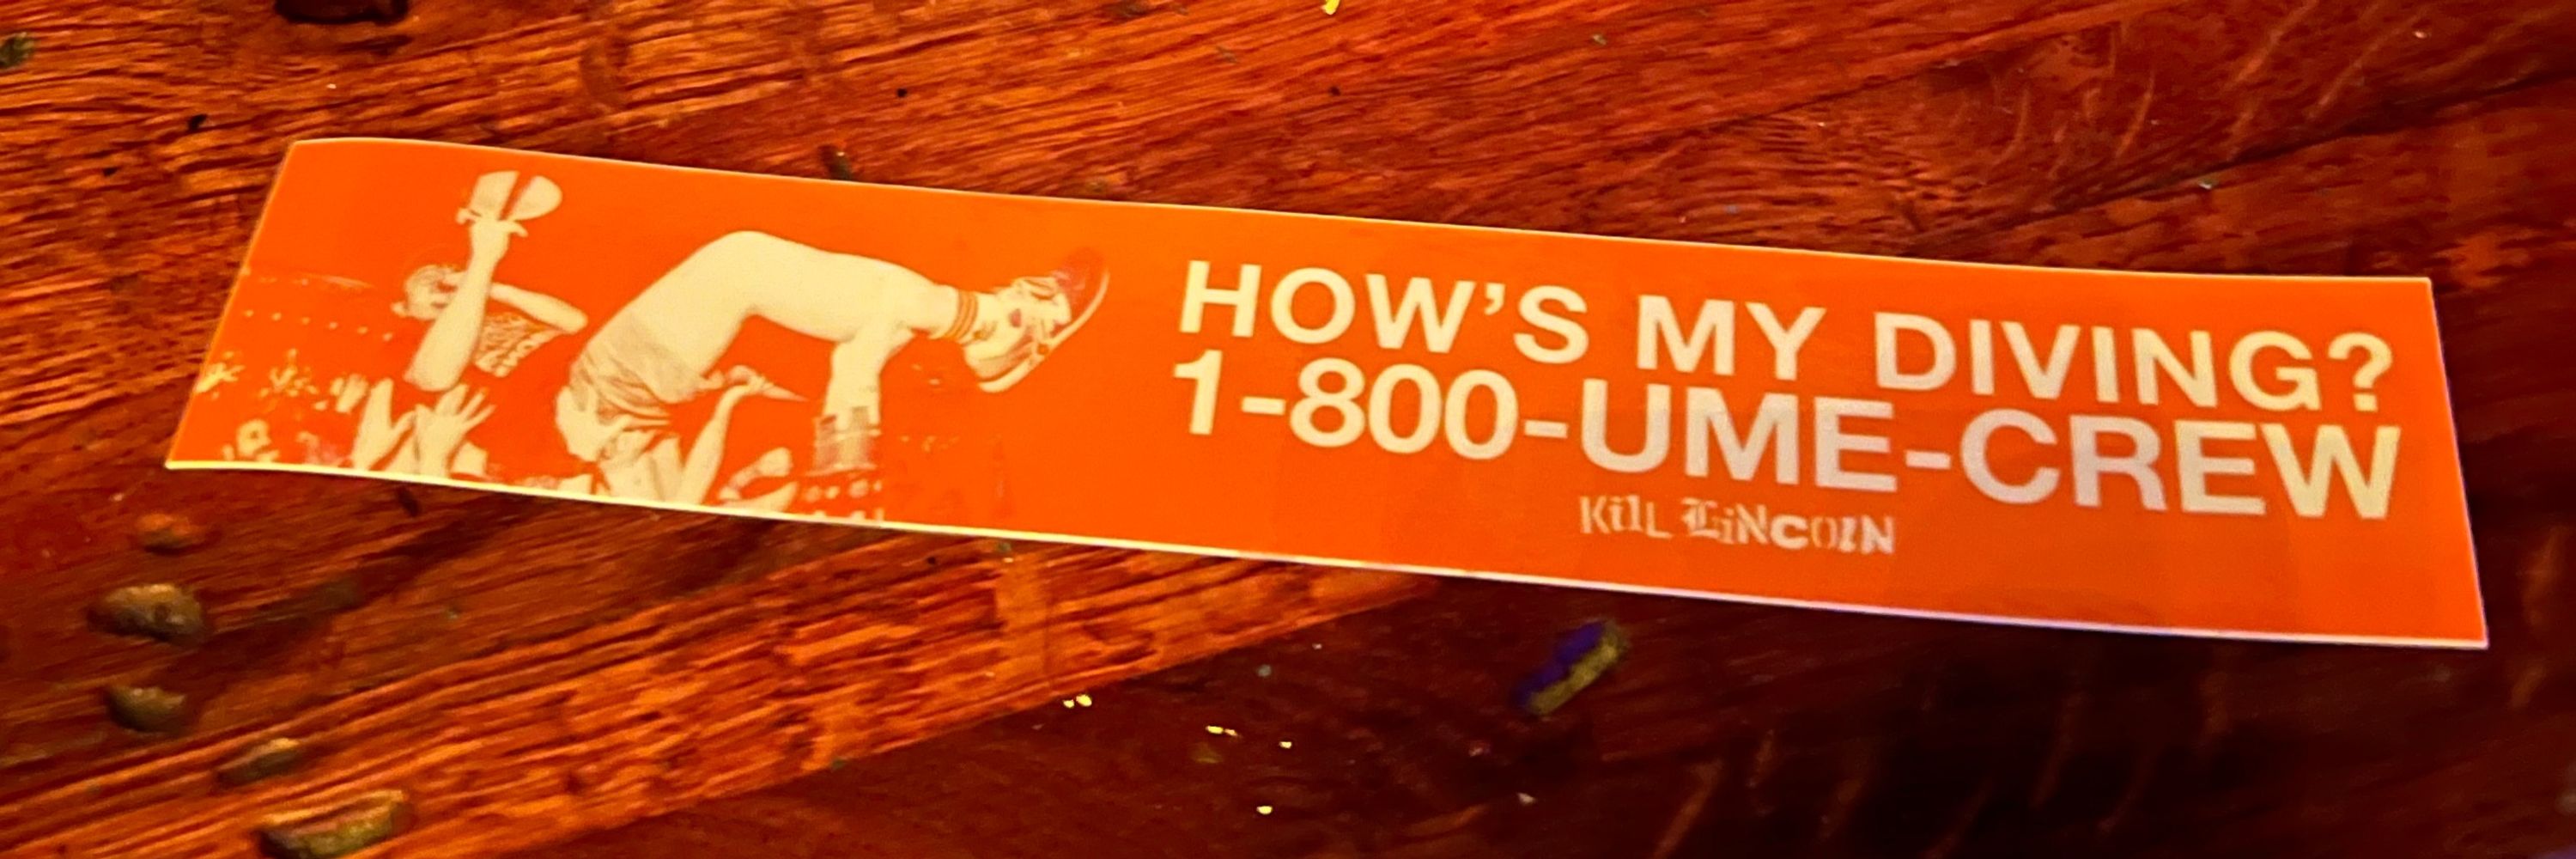 HOW'S MY DIVING?
1-800-UME-CREW
KilL LiNcOlN